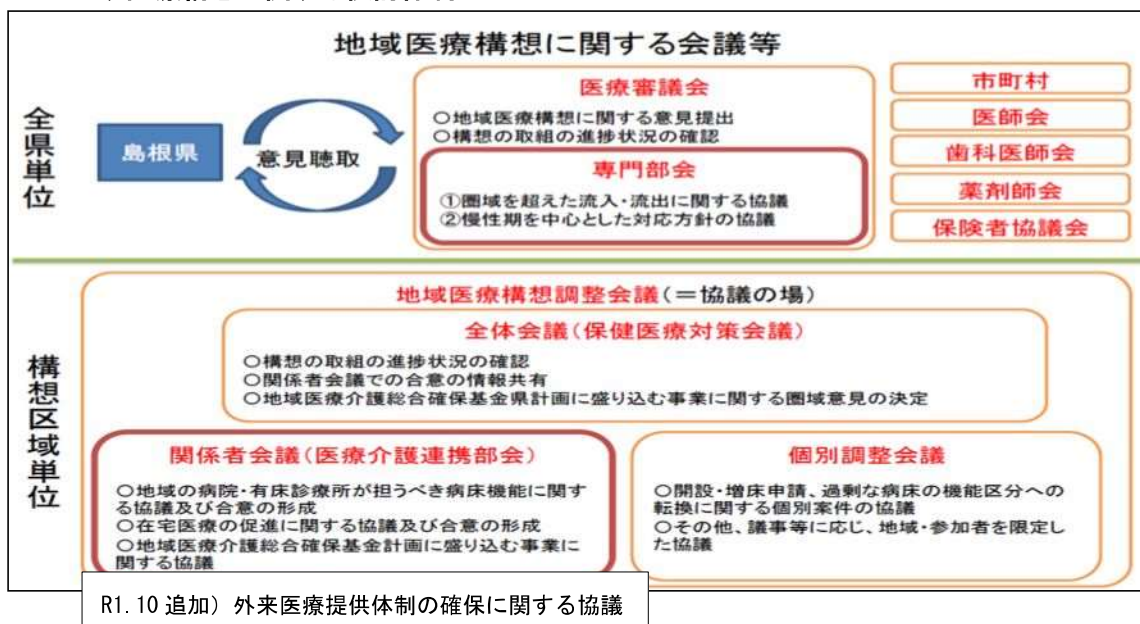 地域医療構想に関する会議等
全県単位
島根県
意見聴取
医療審議会
○地域医療構想に関する意見提出
○構想の取組の進捗状況の確認
専門部会
①圏域を超えた流入・流出に関する協議
②慢性期を中心とした対応方針の協議
市町村
医師会
歯科医師会
薬剤師会
保険者協議会
構想区域単位
地域医療構想調整会議(=協議の場)
全体会議(保健医療対策会議)
○構想の取組の進捗状況の確認
○関係者会議での合意の情報共有
○地域医療介護総合確保基金県計画に盛り込む事業に関する圏域意見の決定
関係者会議(医療介護連携部会)
○地域の病院・有床診療所が担うべき病床機能に関す
る協議及び合意の形成
○在宅医療の促進に関する協議及び合意の形成
○地域医療介護総合確保基金計画に盛り込む事業に
関する協議
個別調整会議
○開設・増床申請、過剰な病床の機能区分への
転換に関する個別案件の協議
○その他、議事等に応じ、地域・参加者を限定し
た協議
R1.10 追加) 外来医療提供体制の確保に関する協議